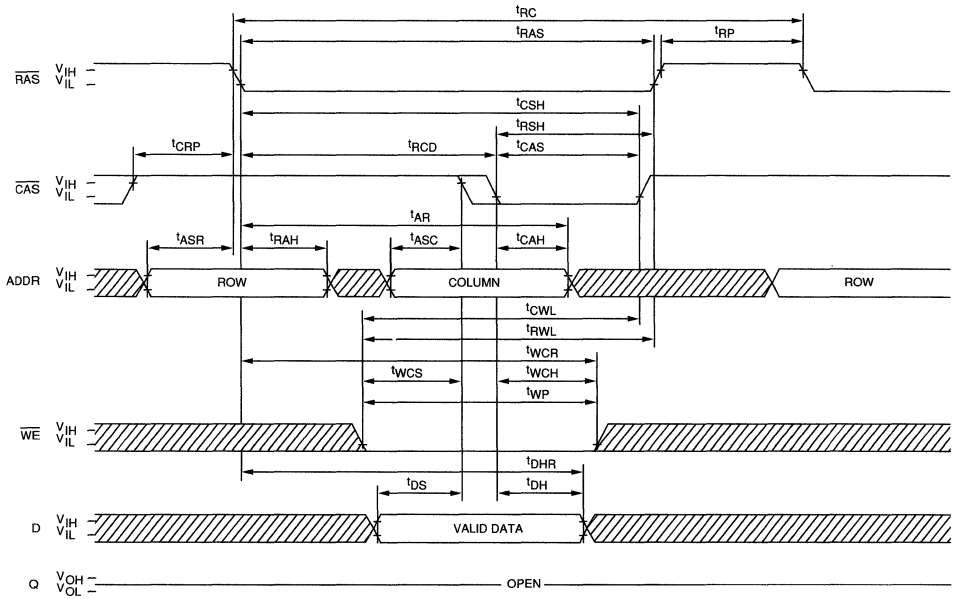 tRC
tRAS
tRP
RAS VIH VIL
tCSH
tRSH
tCRP
tRCD
tCAS
CAS VIH VIL
tAR
tASR
tRAH
tASC
tCAH
ADDR VIH VIL ROW COLUMN ROW
tCWL
tRWL
tWCR
tWCS
tWCH
tWP
WE VIH VIL
tDHR
tDS
tDH
D VIH VIL VALID DATA
Q VOH VOL OPEN